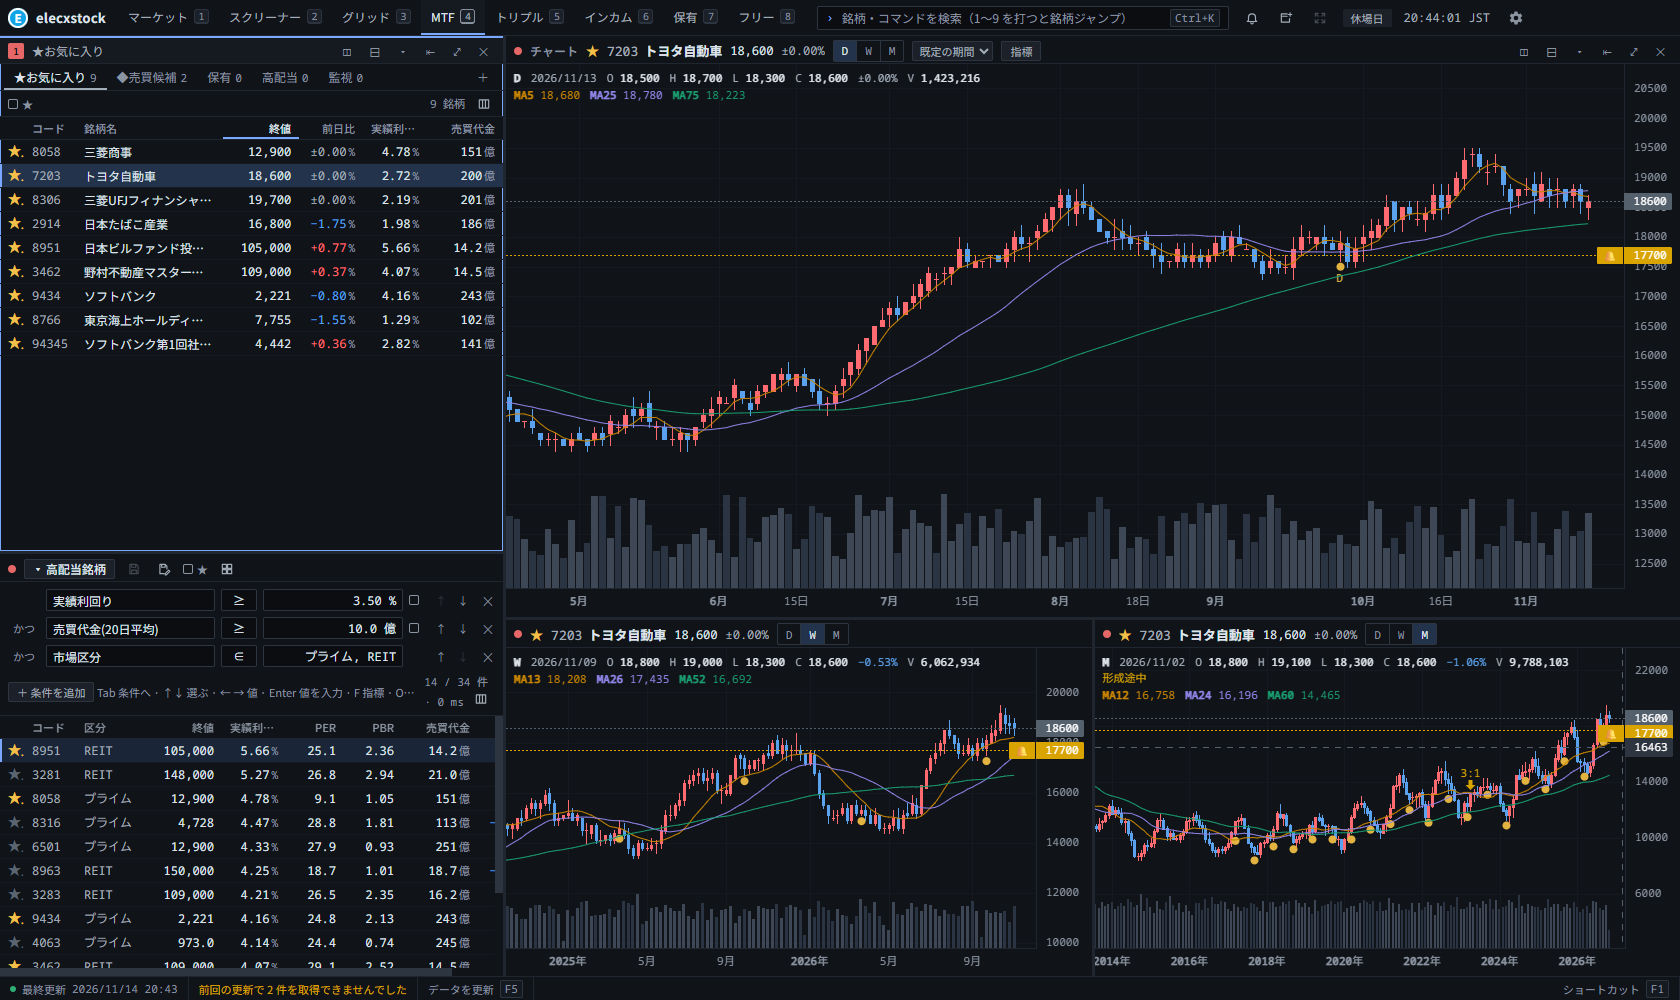 elecxstock マーケット 1 スクリーナー 2 グリッド 3 MTF 4 トリプル 5 インカム 6 保有 7 フリー 8 › 銘柄・コマンドを検索（1〜9 を打つと銘柄ジャンプ） Ctrl+K 休場日 20:44:01 JST
1 ★お気に入り
★お気に入り 9 ◆売買候補 2 保有 0 高配当 0 監視 0 +
★ 9 銘柄
コード 銘柄名 終値 前日比 実績利… 売買代金
★ 8058 三菱商事 12,900 ±0.00% 4.78% 151億
★ 7203 トヨタ自動車 18,600 ±0.00% 2.72% 200億
★ 8306 三菱UFJフィナンシャ… 19,700 ±0.00% 2.19% 201億
★ 2914 日本たばこ産業 16,800 −1.75% 1.98% 186億
★ 8951 日本ビルファンド投… 105,000 +0.77% 5.66% 14.2億
★ 3462 野村不動産マスター… 109,000 +0.37% 4.07% 14.5億
★ 9434 ソフトバンク 2,221 −0.80% 4.16% 243億
★ 8766 東京海上ホールディ… 7,755 −1.55% 1.29% 102億
★ 94345 ソフトバンク第1回社… 4,442 +0.36% 2.82% 141億
高配当銘柄 ★
実績利回り ≥ 3.50 % ↑ ↓ ×
かつ 売買代金(20日平均) ≥ 10.0 億 ↑ ↓ ×
かつ 市場区分 ∈ プライム, REIT ↑ ↓ ×
＋条件を追加 Tab 条件へ・↑↓選ぶ・←→値・Enter 値を入力・F 指標・O… 14 / 34 件
・0 ms
コード 区分 終値 実績利… PER PBR 売買代金
★ 8951 REIT 105,000 5.66% 25.1 2.36 14.2億
★ 3281 REIT 148,000 5.27% 26.8 2.94 21.0億
★ 8058 プライム 12,900 4.78% 9.1 1.05 151億
★ 8316 プライム 4,728 4.47% 28.8 1.81 113億
★ 6501 プライム 12,900 4.33% 27.9 0.93 251億
★ 8963 REIT 150,000 4.25% 18.7 1.01 18.7億
★ 3283 REIT 109,000 4.21% 26.5 2.35 16.2億
★ 9434 プライム 2,221 4.16% 24.8 2.13 243億
★ 4063 プライム 973.0 4.14% 24.4 0.74 245億
★ 3462 REIT 109,000 4.07% 29.1 2.52 14.5億
チャート ★ 7203 トヨタ自動車 18,600 ±0.00% D W M 既定の期間 指標
D 2026/11/13 O 18,500 H 18,700 L 18,300 C 18,600 ±0.00% V 1,423,216
MA5 18,680 MA25 18,780 MA75 18,223
20500
20000
19500
19000
18600
18000
17700
17500
17000
16500
16000
15500
15000
14500
14000
13500
13000
12500
D
5月 6月 15日 7月 15日 8月 18日 9月 10月 16日 11月
★ 7203 トヨタ自動車 18,600 ±0.00% D W M
W 2026/11/09 O 18,800 H 19,000 L 18,300 C 18,600 −0.53% V 6,062,934
MA13 18,208 MA26 17,435 MA52 16,692
20000
18600
17700
16000
14000
12000
10000
2025年 5月 9月 2026年 5月 9月
★ 7203 トヨタ自動車 18,600 ±0.00% D W M
M 2026/11/02 O 18,800 H 19,100 L 18,300 C 18,600 −1.06% V 9,788,103
形成途中
MA12 16,758 MA24 16,196 MA60 14,465
22000
18600
17700
16463
14000
10000
6000
3:1
2014年 2016年 2018年 2020年 2022年 2024年 2026年
最終更新 2026/11/14 20:43 前回の更新で2件を取得できませんでした データを更新 F5 ショートカット F1